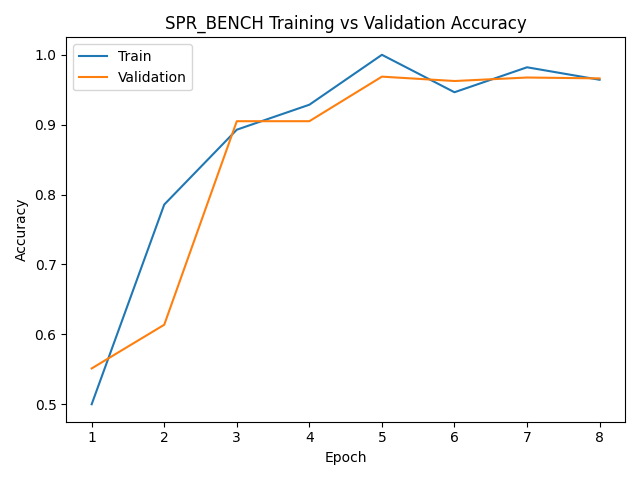 SPR_BENCH Training vs Validation Accuracy
Train
Validation
Accuracy
1.0
0.9
0.8
0.7
0.6
0.5
1 2 3 4 5 6 7 8
Epoch